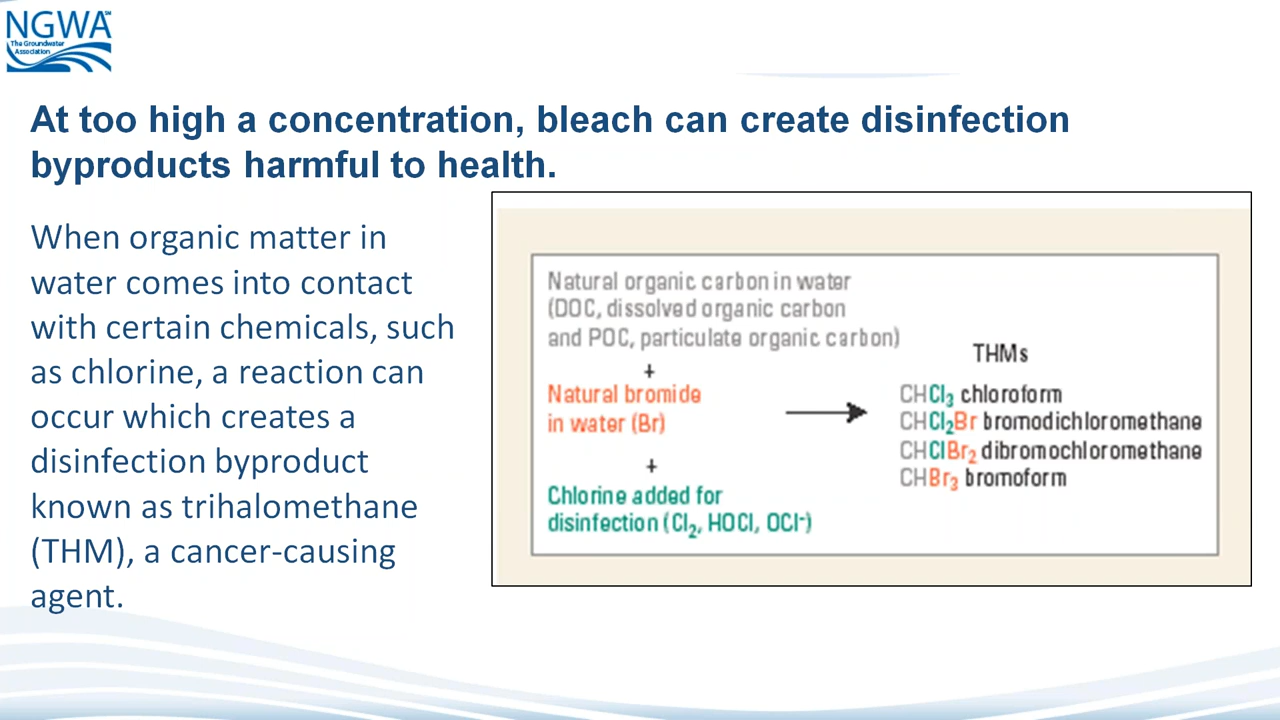 NGWA℠
The Groundwater
Association
At too high a concentration, bleach can create disinfection
byproducts harmful to health.
When organic matter in
water comes into contact
with certain chemicals, such
as chlorine, a reaction can
occur which creates a
disinfection byproduct
known as trihalomethane
(THM), a cancer-causing
agent.
Natural organic carbon in water
(DOC, dissolved organic carbon
and POC, particulate organic carbon)
+
Natural bromide
in water (Br)
+
Chlorine added for
disinfection (Cl₂, HOCl, OCl⁻)
THMs
CHCl₃ chloroform
CHCl₂Br bromodichloromethane
CHClBr₂ dibromochloromethane
CHBr₃ bromoform